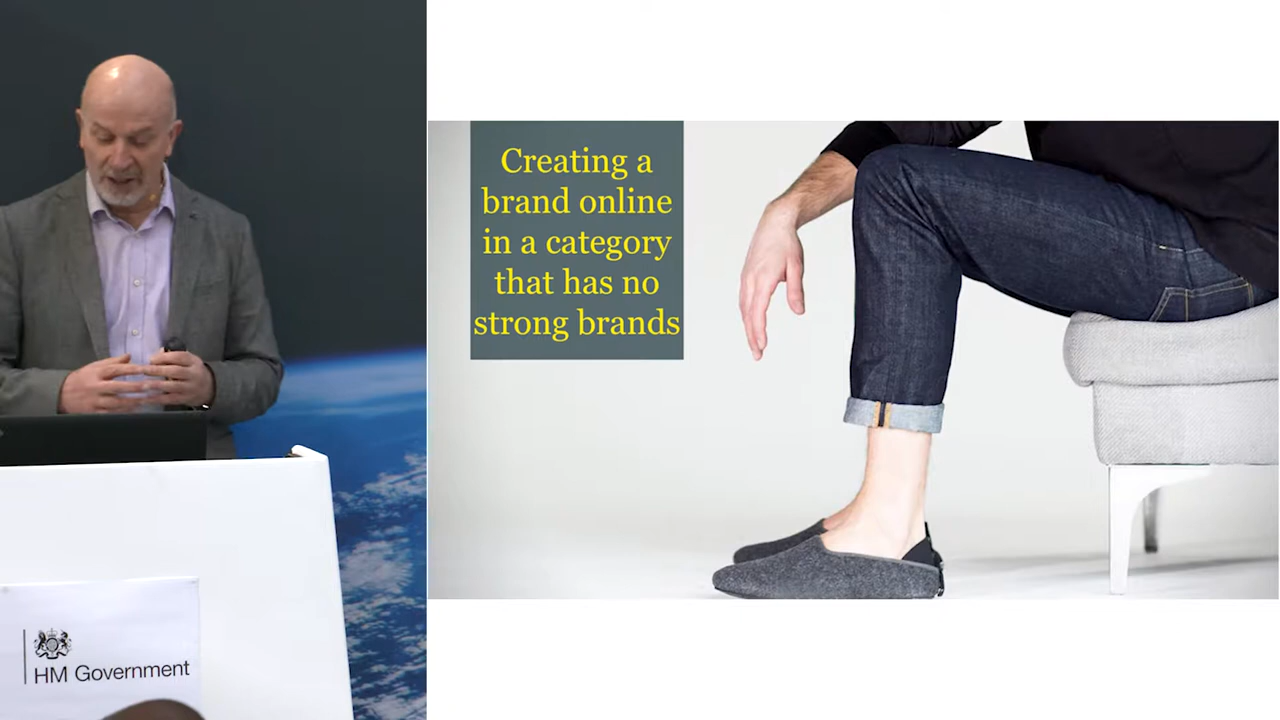 Creating a
brand online
in a category
that has no
strong brands
HM Government